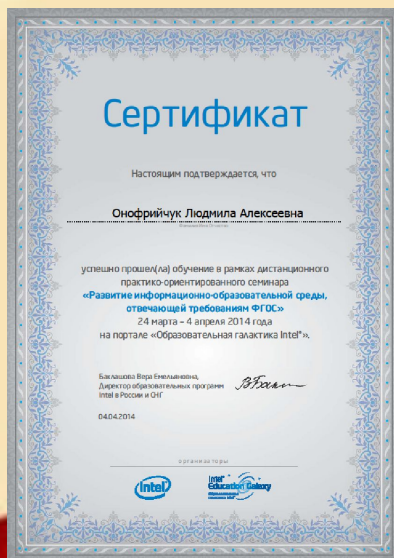 Сертификат
Настоящим подтверждается, что
Онофрийчук Людмила Алексеевна
успешно прошел(ла) обучение в рамках дистанционного
практико-ориентированного семинара
«Развитие информационно-образовательной среды,
отвечающей требованиям ФГОС»
24 марта – 4 апреля 2014 года
на портале «Образовательная галактика Intel®».
Баклашова Вера Емельяновна,
Директор образовательных программ
Intel в России и СНГ
04.04.2014
организаторы
intel
Intel®
Education Galaxy